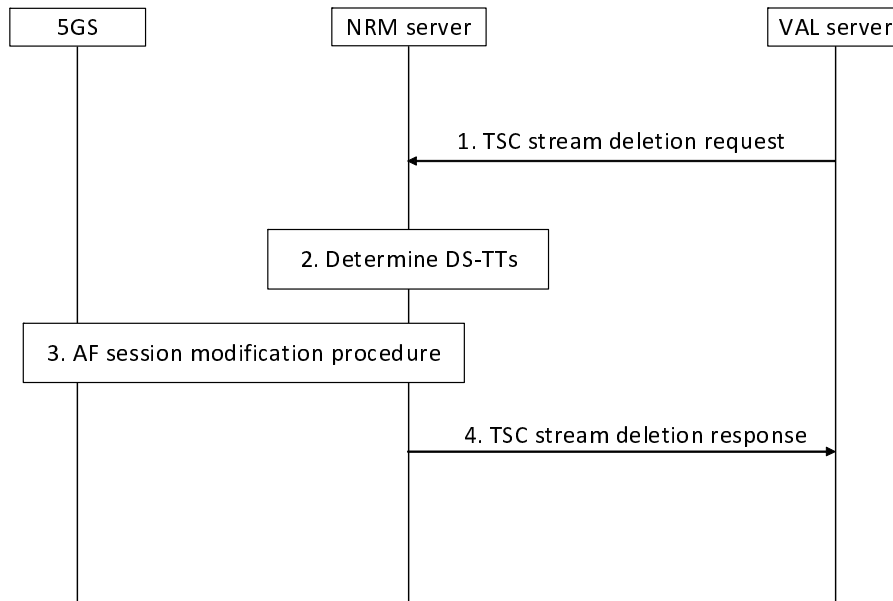 5GS
NRM server
VAL server
1. TSC stream deletion request
2. Determine DS-TTs
3. AF session modification procedure
4. TSC stream deletion response